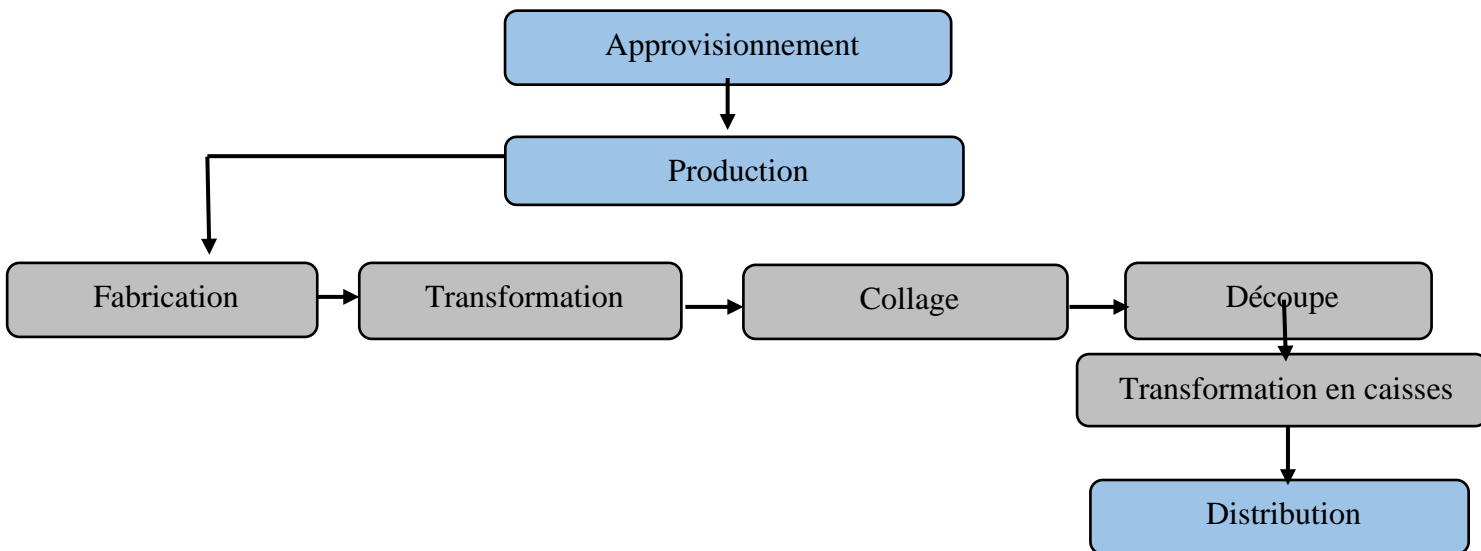 Approvisionnement
Production
Fabrication
Transformation
Collage
Découpe
Transformation en caisses
Distribution